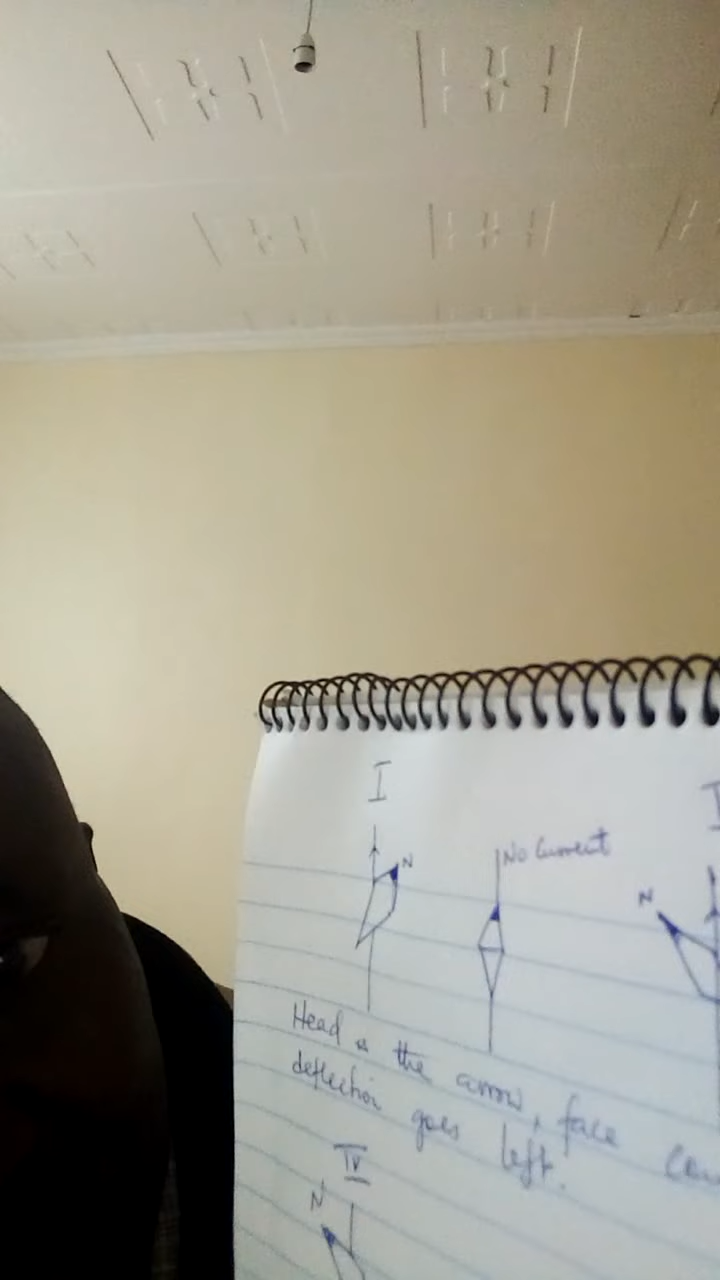 I
I
N
No Current
N
Head is the arrow, face
deflection goes left.
IV
N